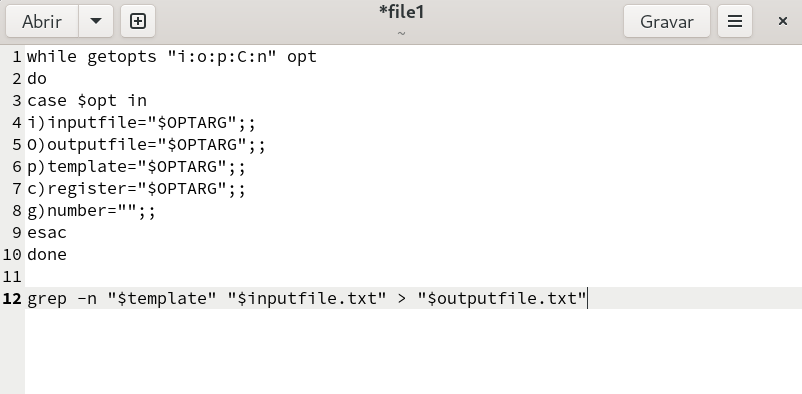 Abrir
*file1
~
Gravar
1 while getopts "i:o:p:C:n" opt
2 do
3 case $opt in
4 i)inputfile="$OPTARG";;
5 O)outputfile="$OPTARG";;
6 p)template="$OPTARG";;
7 c)register="$OPTARG";;
8 g)number="";;
9 esac
10 done
11
12 grep -n "$template" "$inputfile.txt" > "$outputfile.txt"